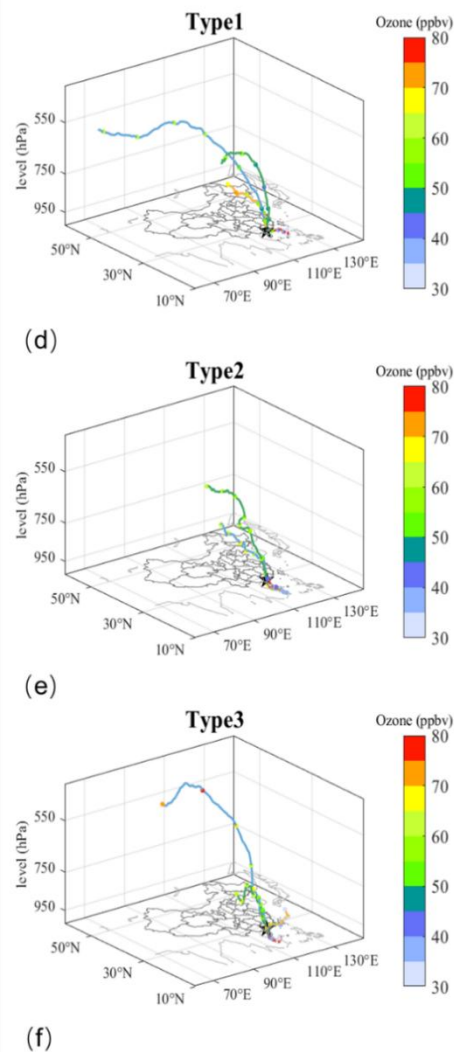 Type1
Ozone (ppbv)
80
70
60
50
40
30
level (hPa)
550
750
950
50°N
30°N
10°N
70°E
90°E
110°E
130°E
(d)
Type2
Ozone (ppbv)
80
70
60
50
40
30
level (hPa)
550
750
950
50°N
30°N
10°N
70°E
90°E
110°E
130°E
(e)
Type3
Ozone (ppbv)
80
70
60
50
40
30
level (hPa)
550
750
950
50°N
30°N
10°N
70°E
90°E
110°E
130°E
(f)